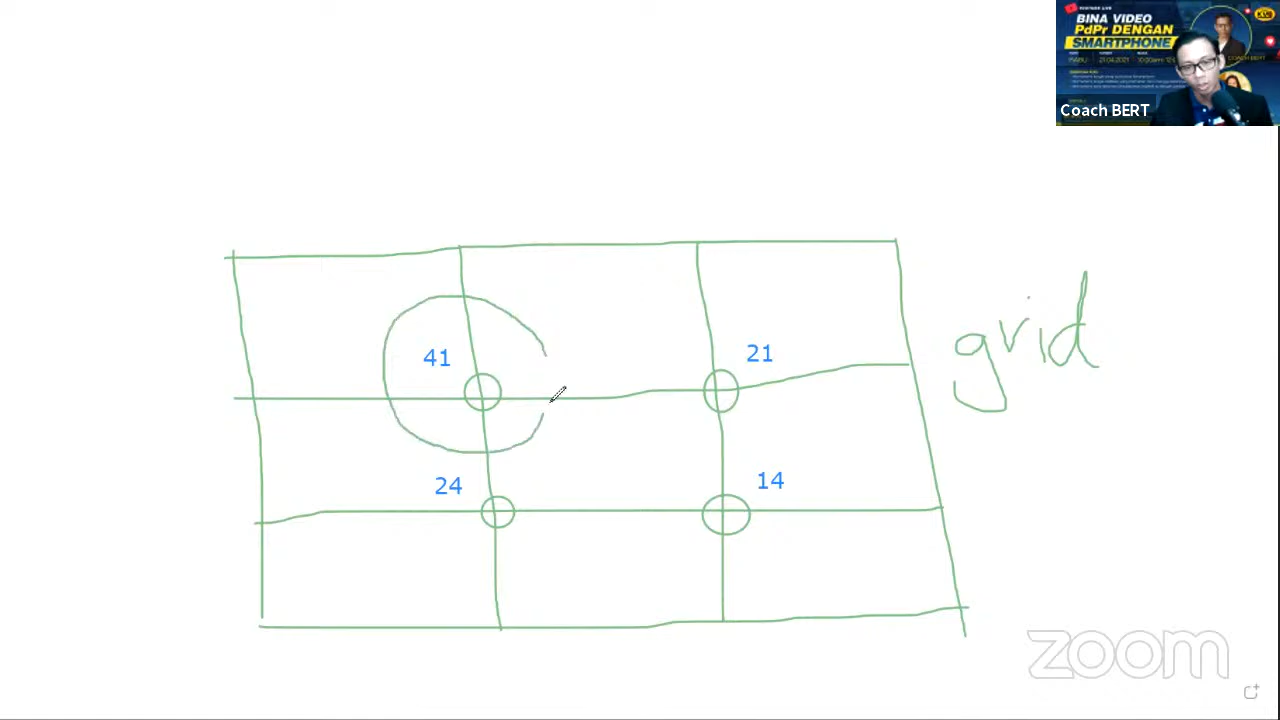 BINA VIDEO
PdPr DENGAN
SMARTPHONE
Coach BERT
grid
41
21
24
14
zoom